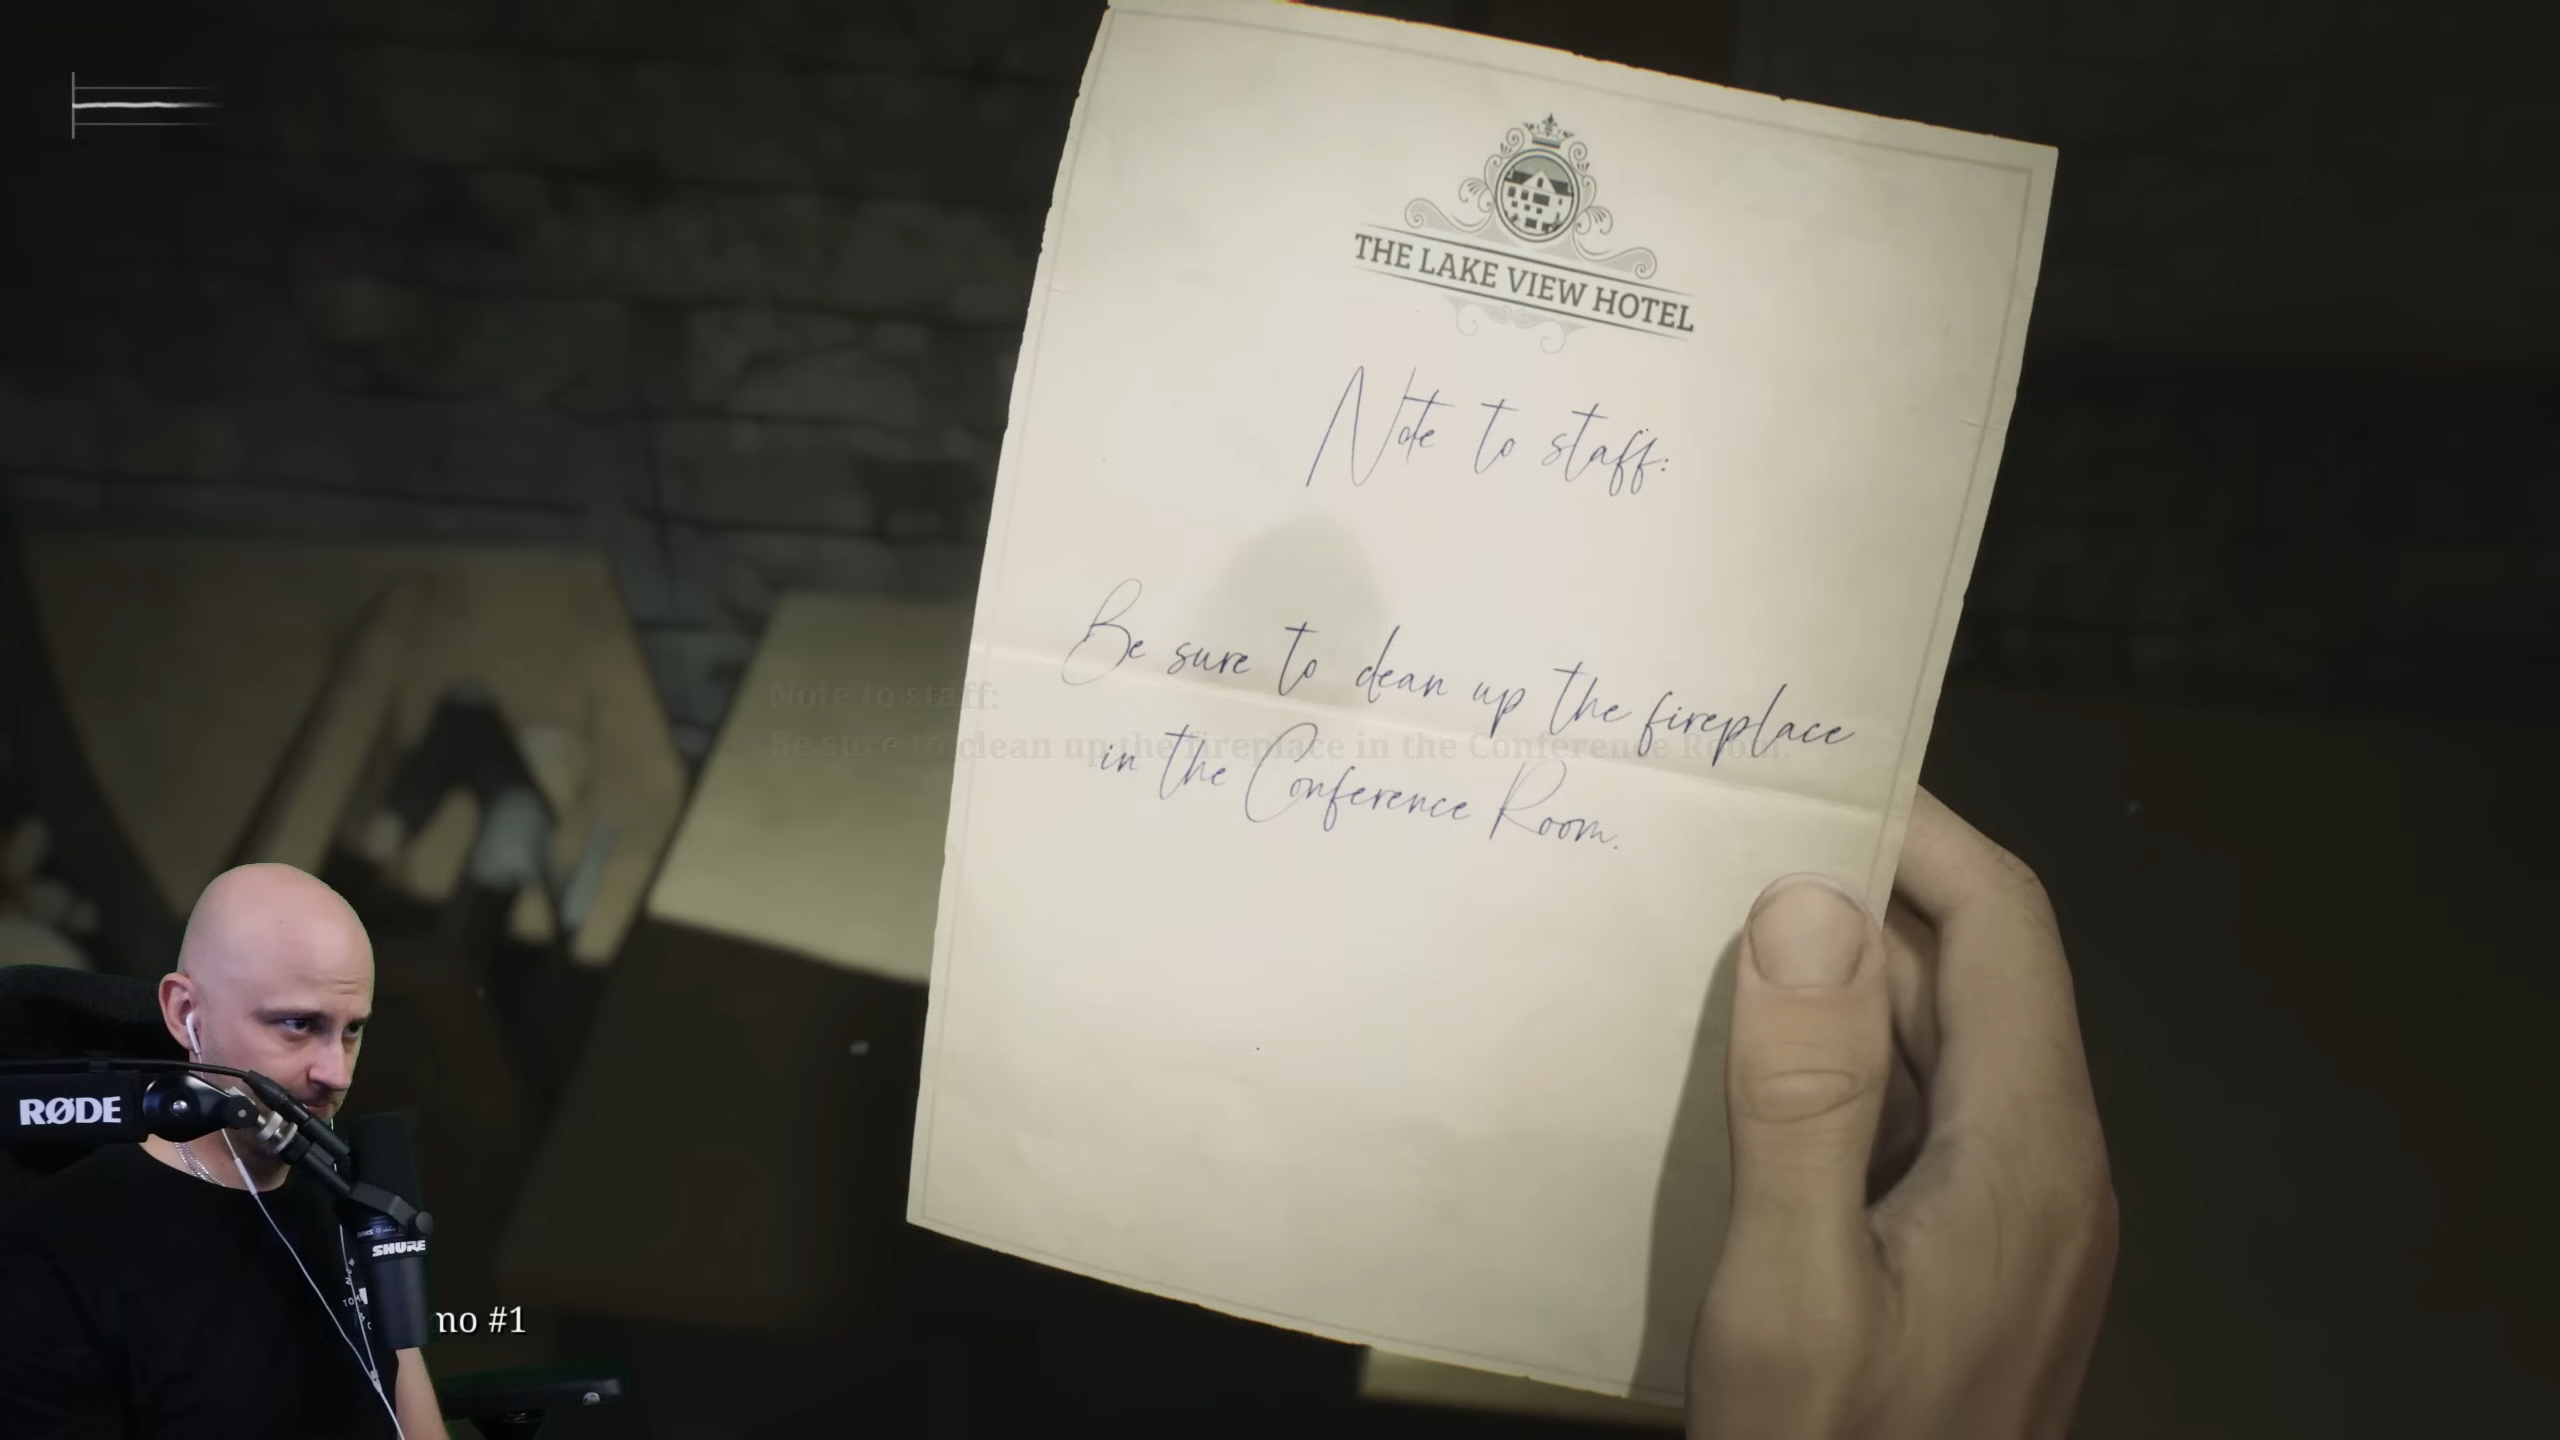 THE LAKE VIEW HOTEL
Note to staff:
Be sure to clean up the fireplace
in the Conference Room.
Note to staff:
Be sure to clean up the fireplace in the Conference Room.
RØDE
SHURE
mo #1